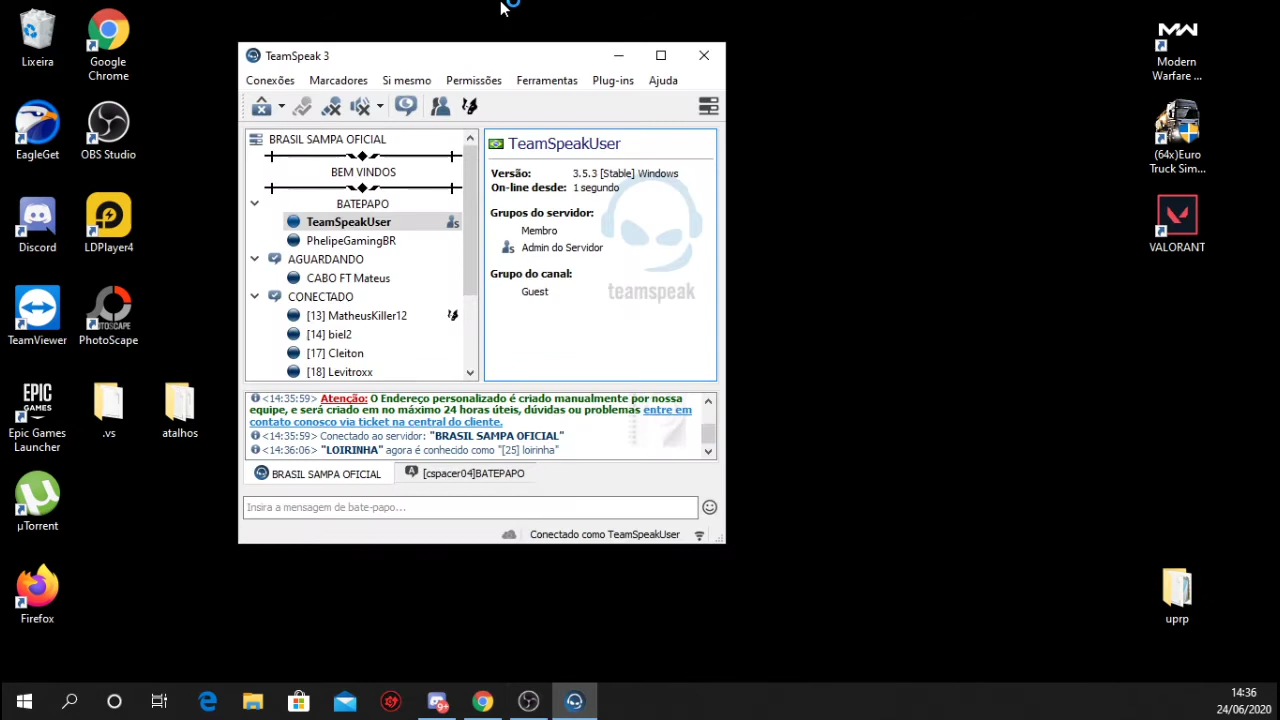 Lixeira
Google
Chrome
EagleGet
OBS Studio
Discord
LDPlayer4
TeamViewer
PhotoScape
EPIC
GAMES
Epic Games
Launcher
.vs
atalhos
µTorrent
Firefox
TeamSpeak 3
Conexões Marcadores Si mesmo Permissões Ferramentas Plug-ins Ajuda
BRASIL SAMPA OFICIAL
BEM VINDOS
BATEPAPO
TeamSpeakUser
PhelipeGamingBR
AGUARDANDO
CABO FT Mateus
CONECTADO
[13] MatheusKiller12
[14] biel2
[17] Cleiton
[18] Levitroxx
TeamSpeakUser
Versão: 3.5.3 [Stable] Windows
On-line desde: 1 segundo
Grupos do servidor:
Membro
Admin do Servidor
Grupo do canal:
Guest
teamspeak
<14:35:59> Atenção: O Endereço personalizado é criado manualmente por nossa
equipe, e será criado em no máximo 24 horas úteis, dúvidas ou problemas entre em
contato conosco via ticket na central do cliente.
<14:35:59> Conectado ao servidor: "BRASIL SAMPA OFICIAL"
<14:36:06> "LOIRINHA" agora é conhecido como "[25] loirinha"
BRASIL SAMPA OFICIAL
[cspacer04]BATEPAPO
Insira a mensagem de bate-papo...
Conectado como TeamSpeakUser
MW
Modern
Warfare ...
(64x)Euro
Truck Sim...
VALORANT
uprp
9+
14:36
24/06/2020